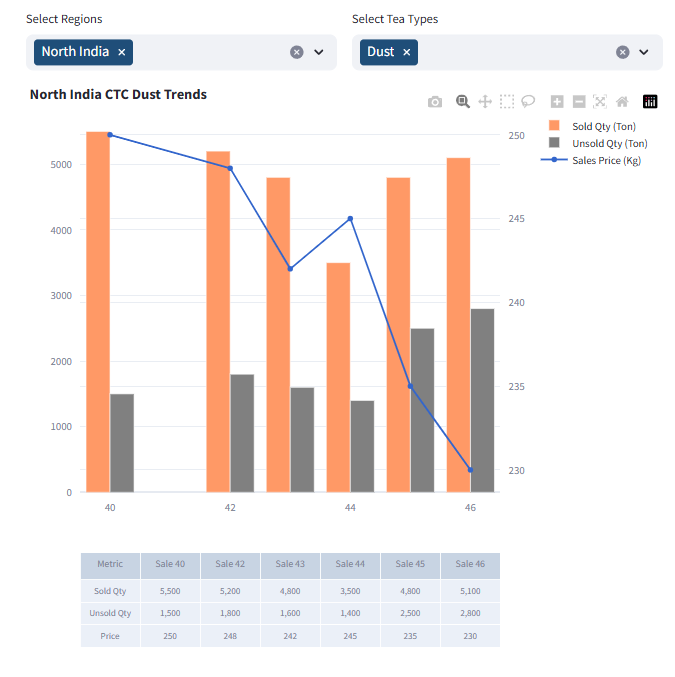 Select Regions
Select Tea Types
North India ×
Dust ×
North India CTC Dust Trends
Sold Qty (Ton)
Unsold Qty (Ton)
Sales Price (Kg)
5000
4000
3000
2000
1000
0
250
245
240
235
230
40 42 44 46
Metric Sale 40 Sale 42 Sale 43 Sale 44 Sale 45 Sale 46
Sold Qty 5,500 5,200 4,800 3,500 4,800 5,100
Unsold Qty 1,500 1,800 1,600 1,400 2,500 2,800
Price 250 248 242 245 235 230